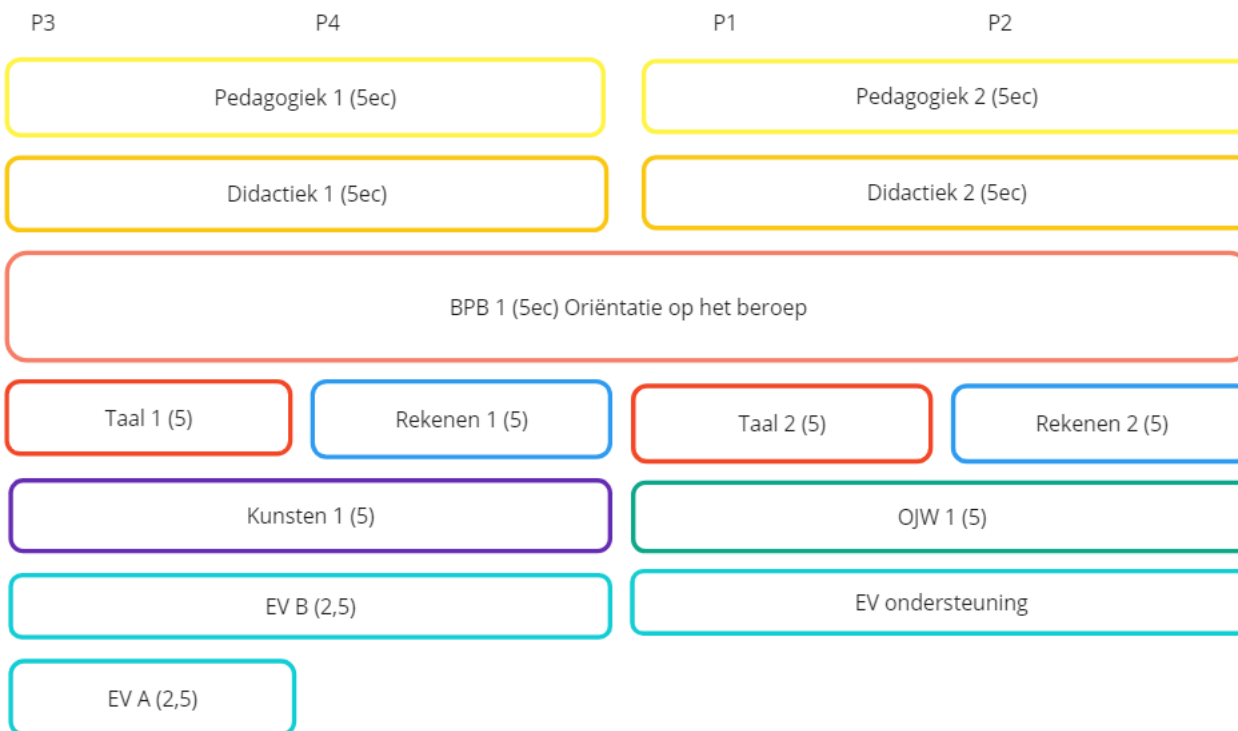 P3 P4 P1 P2
Pedagogiek 1 (5ec) Pedagogiek 2 (5ec)
Didactiek 1 (5ec) Didactiek 2 (5ec)
BPB 1 (5ec) Oriëntatie op het beroep
Taal 1 (5) Rekenen 1 (5) Taal 2 (5) Rekenen 2 (5)
Kunsten 1 (5) OJW 1 (5)
EV B (2,5) EV ondersteuning
EV A (2,5)